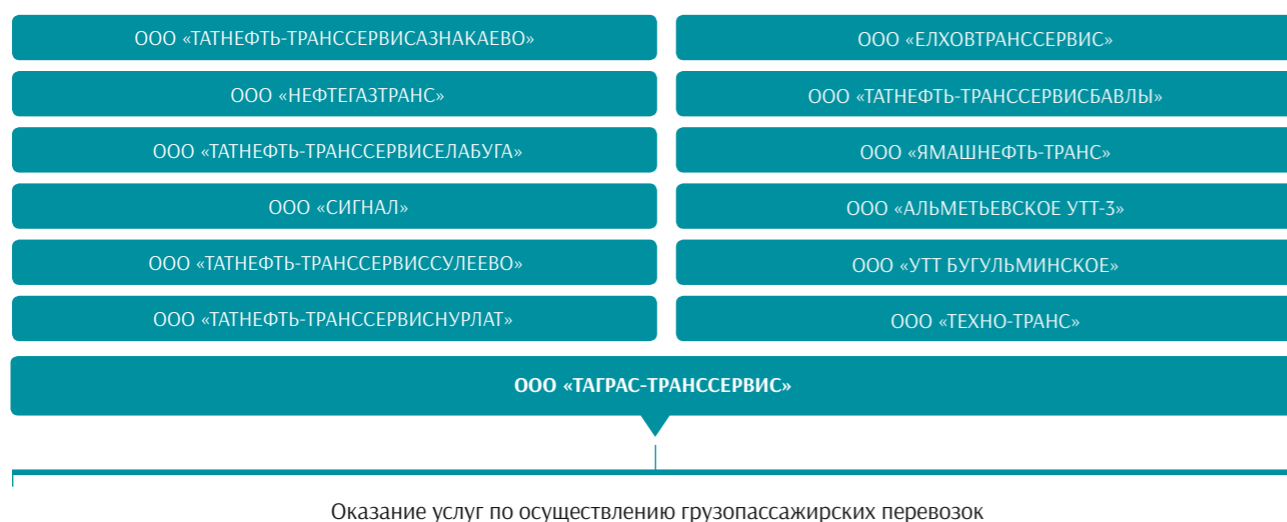 ООО «ТАТНЕФТЬ-ТРАНССЕРВИСАЗНАКАЕВО»
ООО «ЕЛХОВТРАНССЕРВИС»
ООО «НЕФТЕГАЗТРАНС»
ООО «ТАТНЕФТЬ-ТРАНССЕРВИСБАВЛЫ»
ООО «ТАТНЕФТЬ-ТРАНССЕРВИСЕЛАБУГА»
ООО «ЯМАШНЕФТЬ-ТРАНС»
ООО «СИГНАЛ»
ООО «АЛЬМЕТЬЕВСКОЕ УТТ-3»
ООО «ТАТНЕФТЬ-ТРАНССЕРВИССУЛЕЕВО»
ООО «УТТ БУГУЛЬМИНСКОЕ»
ООО «ТАТНЕФТЬ-ТРАНССЕРВИСНУРЛАТ»
ООО «ТЕХНО-ТРАНС»
ООО «ТАГРАС-ТРАНССЕРВИС»
Оказание услуг по осуществлению грузопассажирских перевозок